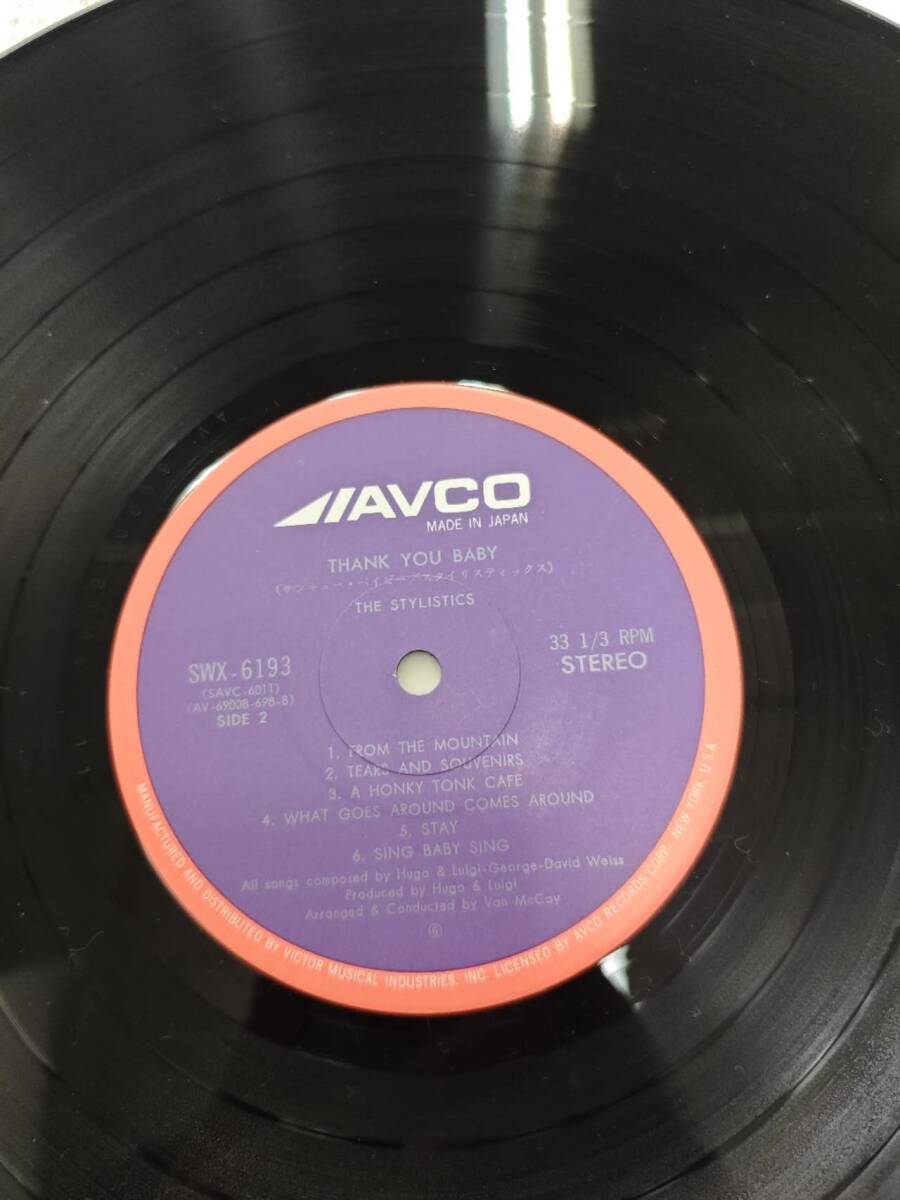 AVCO
MADE IN JAPAN
THANK YOU BABY
(サンキュー・ベイビー/スタイリスティックス)
THE STYLISTICS
SWX-6193
(SAVC-6011)
(AV-69008-698-B)
SIDE 2
33 1/3 RPM
STEREO
1. FROM THE MOUNTAIN
2. TEARS AND SOUVENIRS
3. A HONKY TONK CAFE
4. WHAT GOES AROUND COMES AROUND
5. STAY
6. SING BABY SING
All songs composed by Hugo & Luigi-George-David Weiss
Produced by Hugo & Luigi
Arranged & Conducted by Van McCoy
⑥
MANUFACTURED AND DISTRIBUTED BY VICTOR MUSICAL INDUSTRIES, INC. LICENSED BY AVCO RECORDS CORP. NEW YORK U.S.A